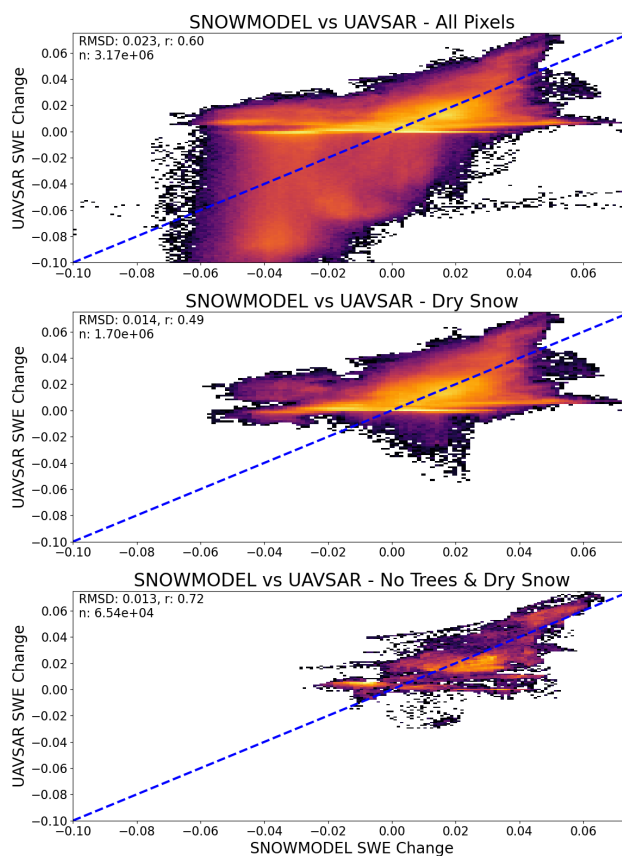 SNOWMODEL vs UAVSAR - All Pixels
RMSD: 0.023, r: 0.60
n: 3.17e+06
0.06
0.04
0.02
0.00
−0.02
−0.04
−0.06
−0.08
−0.10
UAVSAR SWE Change
−0.10 −0.08 −0.06 −0.04 −0.02 0.00 0.02 0.04 0.06
SNOWMODEL vs UAVSAR - Dry Snow
RMSD: 0.014, r: 0.49
n: 1.70e+06
0.06
0.04
0.02
0.00
−0.02
−0.04
−0.06
−0.08
−0.10
UAVSAR SWE Change
−0.10 −0.08 −0.06 −0.04 −0.02 0.00 0.02 0.04 0.06
SNOWMODEL vs UAVSAR - No Trees & Dry Snow
RMSD: 0.013, r: 0.72
n: 6.54e+04
0.06
0.04
0.02
0.00
−0.02
−0.04
−0.06
−0.08
−0.10
UAVSAR SWE Change
−0.10 −0.08 −0.06 −0.04 −0.02 0.00 0.02 0.04 0.06
SNOWMODEL SWE Change